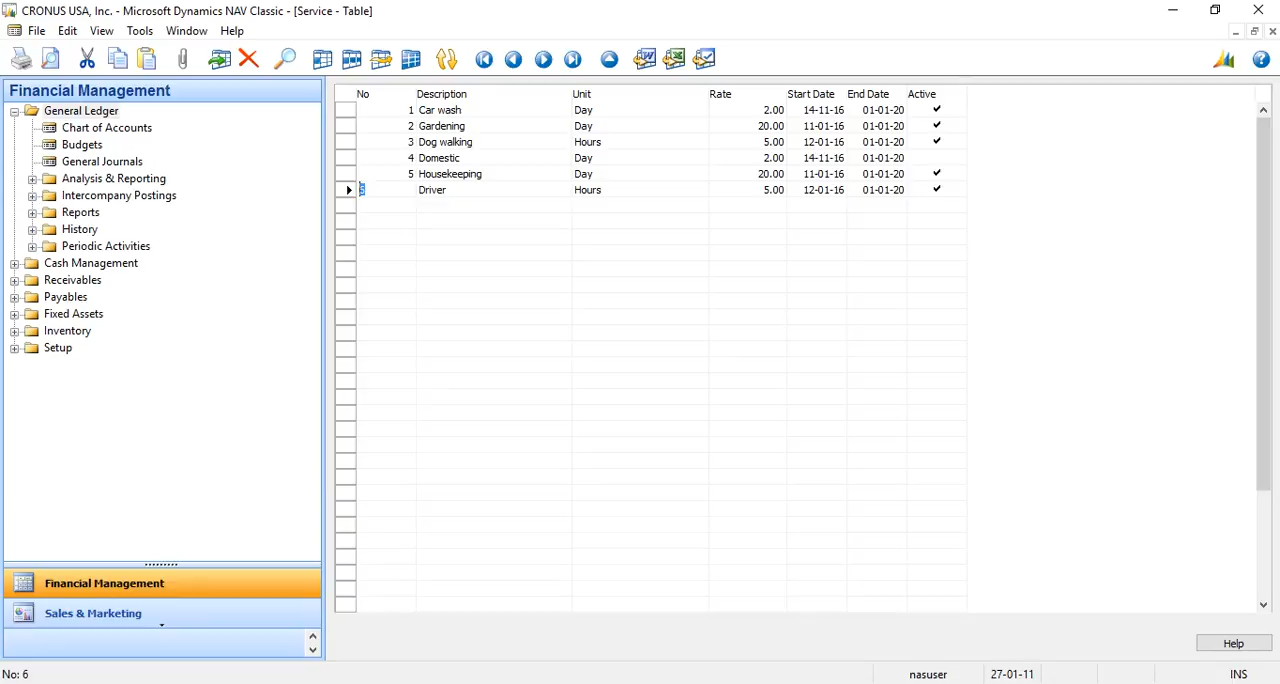 CRONUS USA, Inc. - Microsoft Dynamics NAV Classic - [Service - Table]
File Edit View Tools Window Help
Financial Management
General Ledger
Chart of Accounts
Budgets
General Journals
Analysis & Reporting
Intercompany Postings
Reports
History
Periodic Activities
Cash Management
Receivables
Payables
Fixed Assets
Inventory
Setup
Financial Management
Sales & Marketing
No Description Unit Rate Start Date End Date Active
1 Car wash Day 2.00 14-11-16 01-01-20 ✔
2 Gardening Day 20.00 11-01-16 01-01-20 ✔
3 Dog walking Hours 5.00 12-01-16 01-01-20 ✔
4 Domestic Day 2.00 14-11-16 01-01-20
5 Housekeeping Day 20.00 11-01-16 01-01-20 ✔
Driver Hours 5.00 12-01-16 01-01-20 ✔
Help
No: 6 nasuser 27-01-11 INS